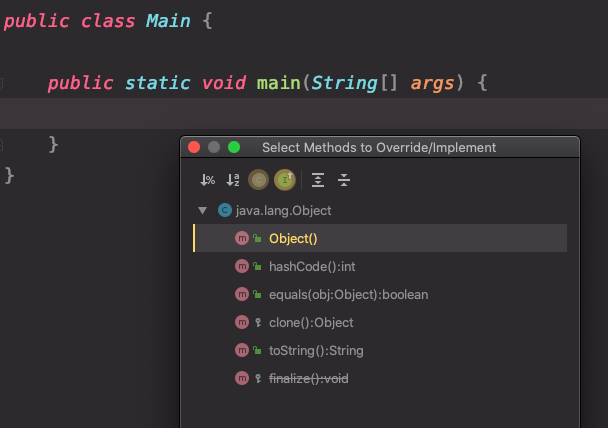 public class Main {
public static void main(String[] args) {
}
}
Select Methods to Override/Implement
java.lang.Object
Object()
hashCode():int
equals(obj:Object):boolean
clone():Object
toString():String
finalize():void